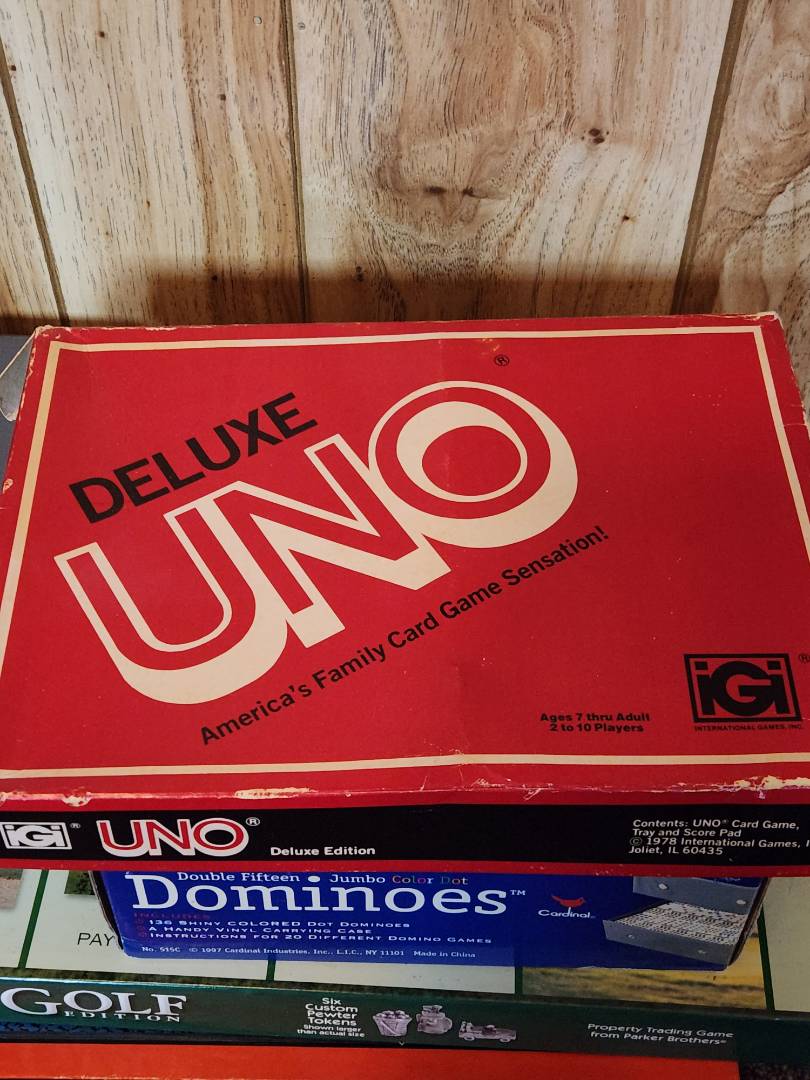 DELUXE
UNO®
America's Family Card Game Sensation!
Ages 7 thru Adult
2 to 10 Players
iGi®
INTERNATIONAL GAMES, INC.
iGi®
UNO®
Deluxe Edition
Contents: UNO® Card Game,
Tray and Score Pad
© 1978 International Games, I
Joliet, IL 60435
Double Fifteen Jumbo Color Dot
Dominoes™
INCLUDES
136 SHINY COLORED DOT DOMINOES
A HANDY VINYL CARRYING CASE
INSTRUCTIONS FOR 20 DIFFERENT DOMINO GAMES
No. 515C © 1997 Cardinal Industries, Inc., L.I.C., NY 11101 Made in China
Cardinal
PAY
GOLF
EDITION
Six
Custom
Pewter
Tokens
Shown larger
than actual size
Property Trading Game
from Parker Brothers®